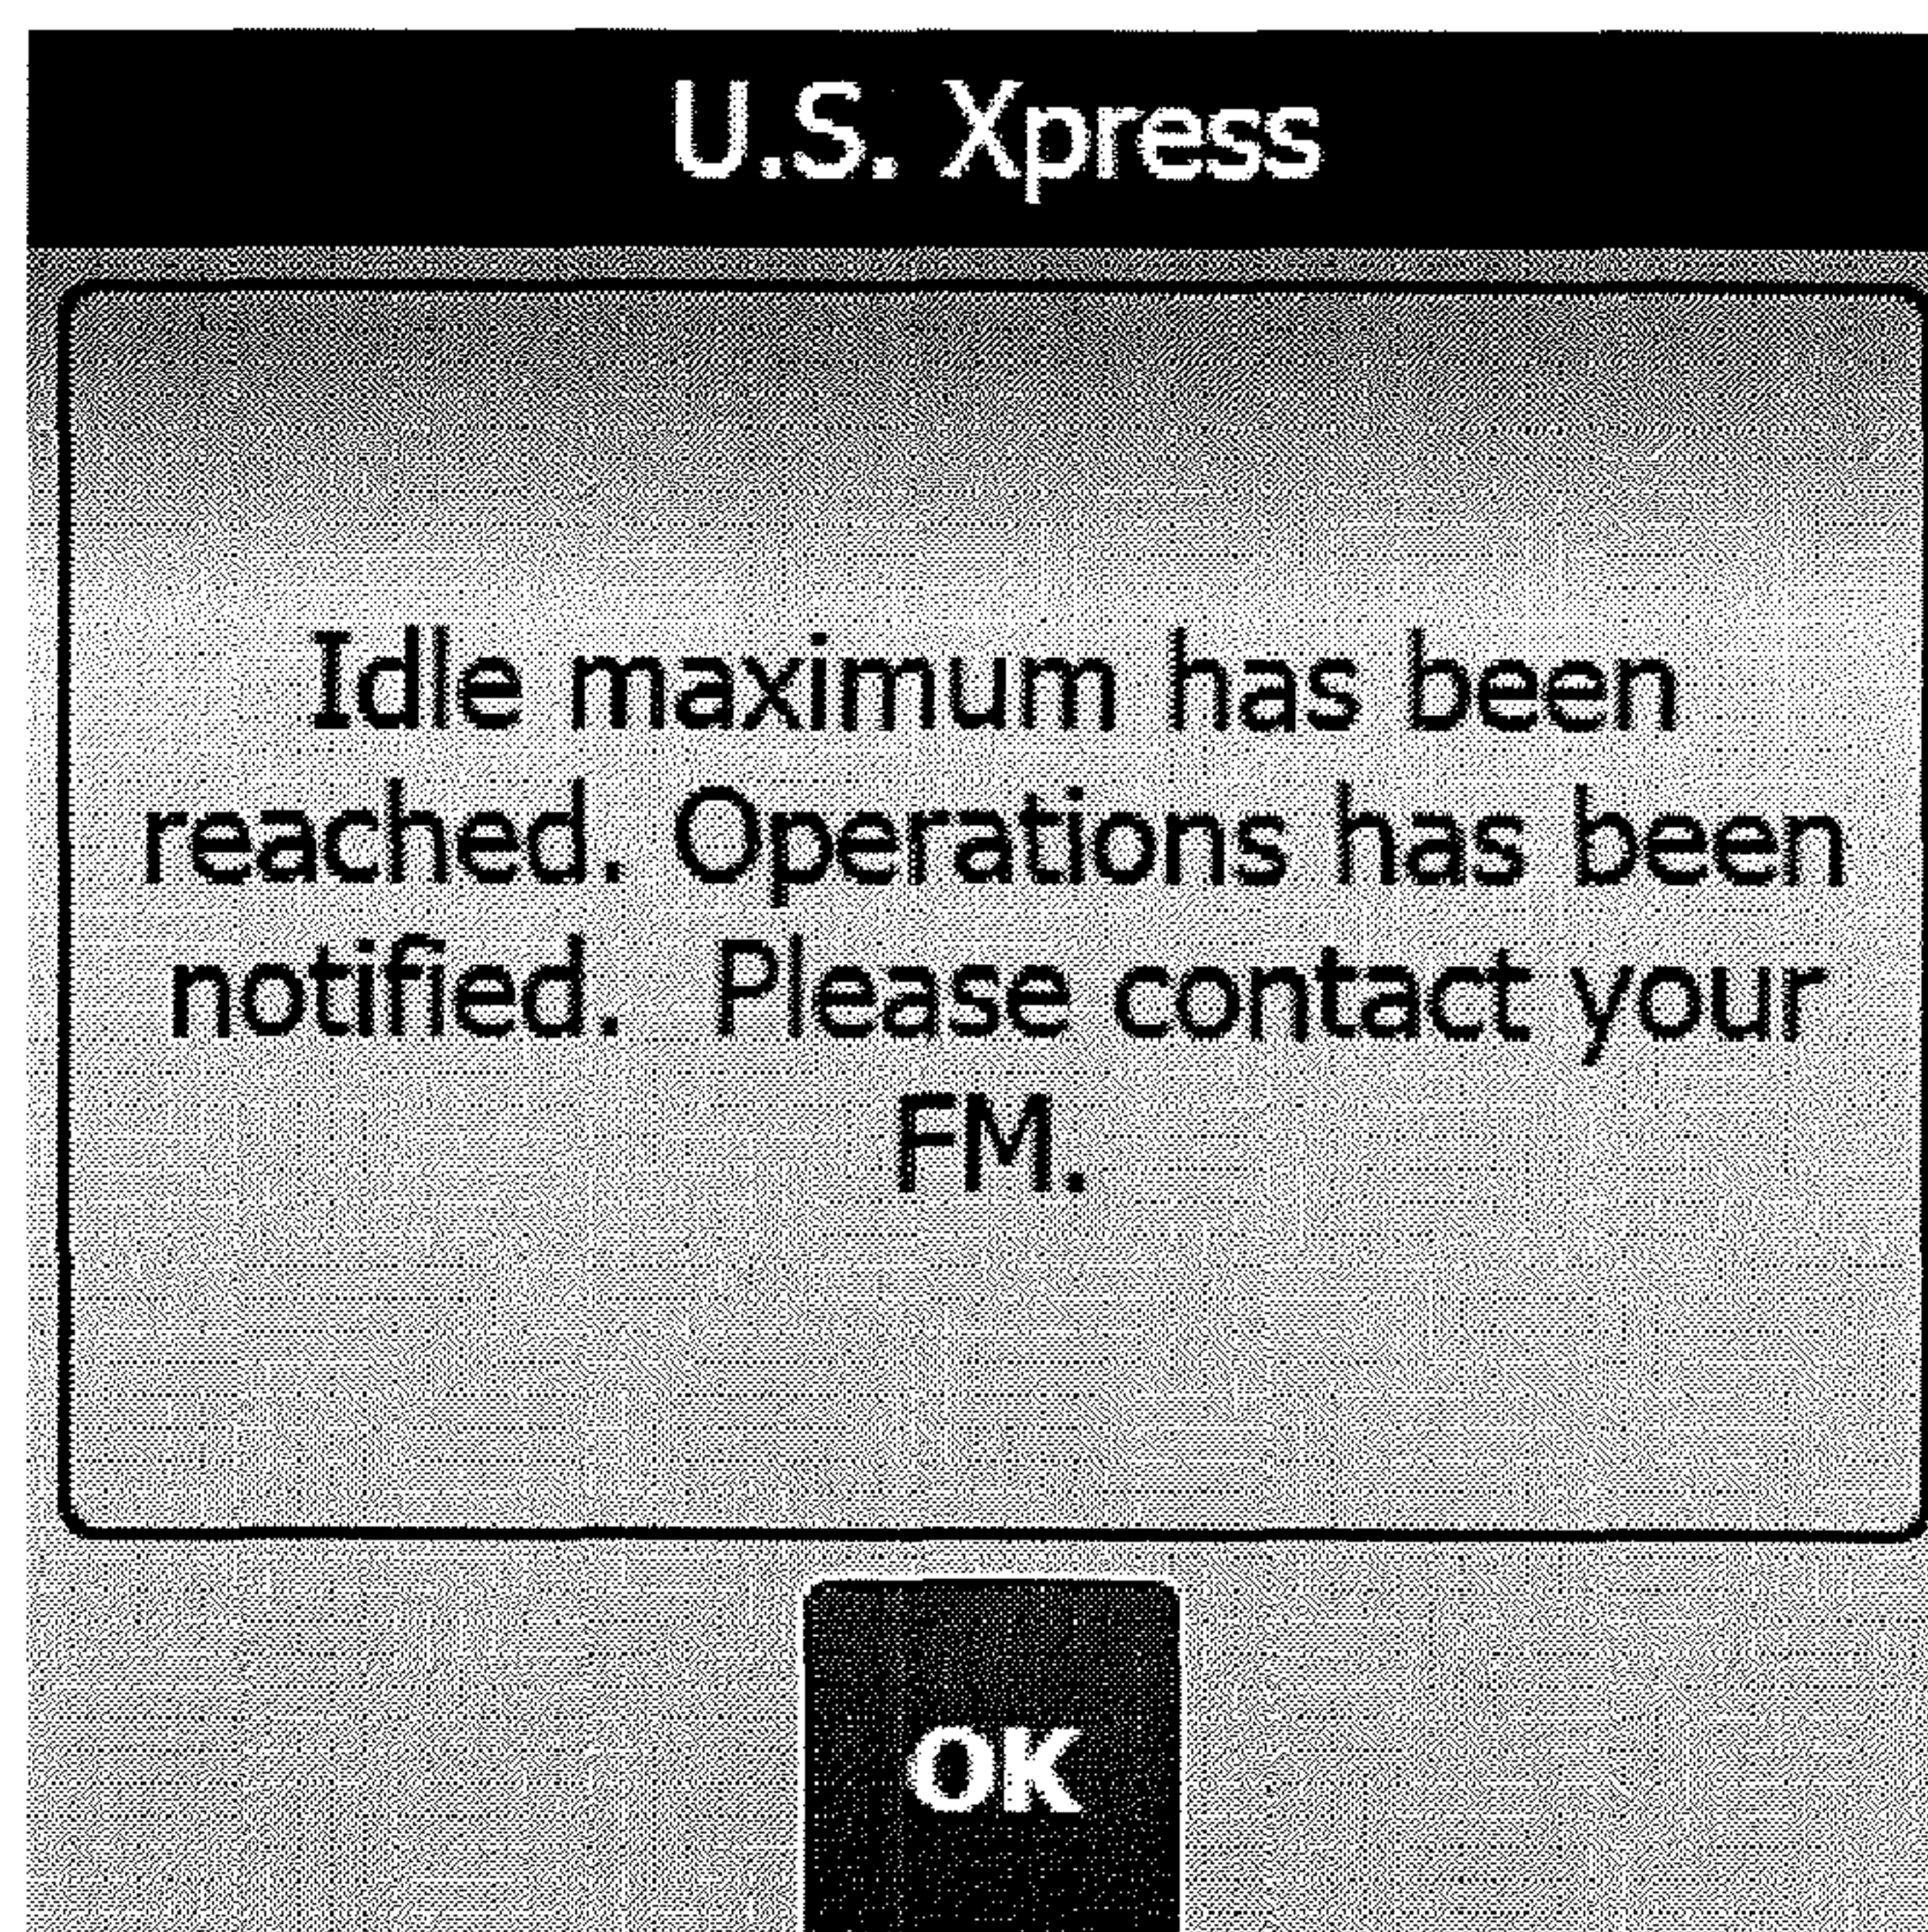 U.S. Xpress
Idle maximum has been
reached. Operations has been
notified.  Please contact your
FM.
OK